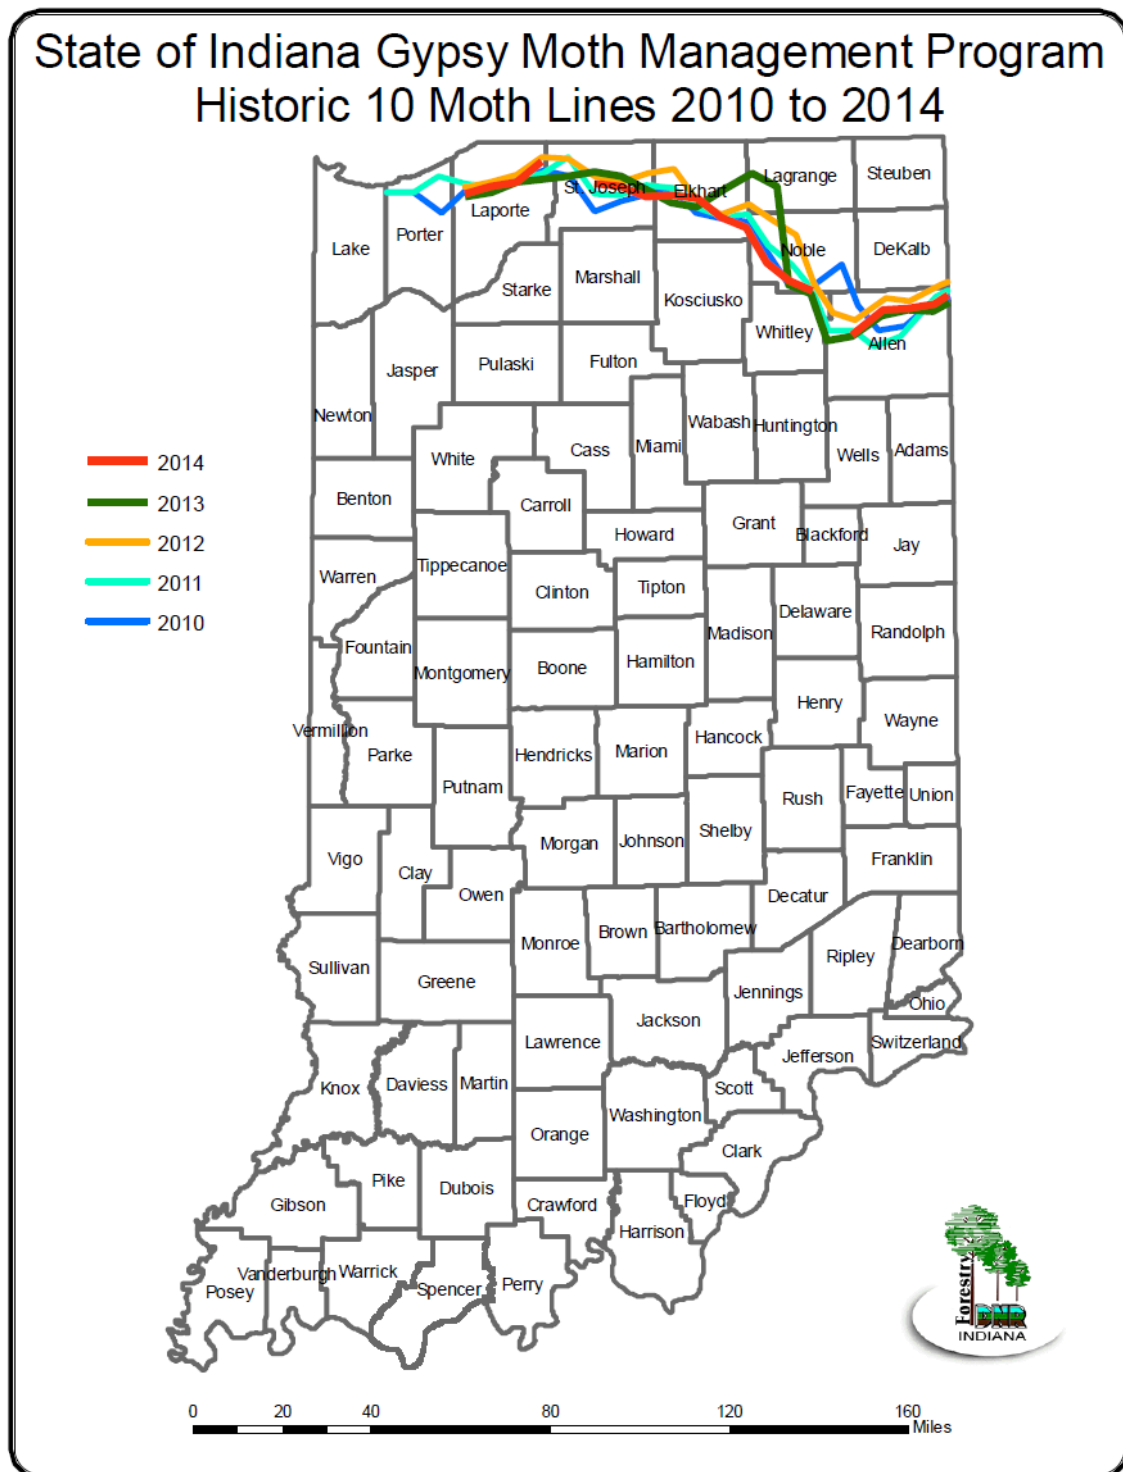 State of Indiana Gypsy Moth Management Program
Historic 10 Moth Lines 2010 to 2014
Lagrange
Steuben
St. Joseph
Elkhart
Laporte
Porter
Lake
Noble
DeKalb
Marshall
Starke
Kosciusko
Whitley
Allen
Jasper
Pulaski
Fulton
Newton
Wabash
Huntington
White
Cass
Miami
Wells
Adams
2014
2013
2012
2011
2010
Benton
Carroll
Grant
Blackford
Howard
Jay
Warren
Tippecanoe
Clinton
Tipton
Delaware
Madison
Randolph
Fountain
Montgomery
Boone
Hamilton
Henry
Wayne
Vermillion
Parke
Hendricks
Marion
Hancock
Putnam
Rush
Fayette
Union
Vigo
Clay
Morgan
Johnson
Shelby
Franklin
Owen
Decatur
Monroe
Brown
Bartholomew
Dearborn
Ripley
Sullivan
Greene
Jennings
Ohio
Jackson
Lawrence
Jefferson
Switzerland
Knox
Daviess
Martin
Scott
Washington
Orange
Clark
Pike
Dubois
Gibson
Crawford
Floyd
Harrison
Posey
Vanderburgh
Warrick
Spencer
Perry
Forestry
DNR
INDIANA
0 20 40 80 120 160
Miles